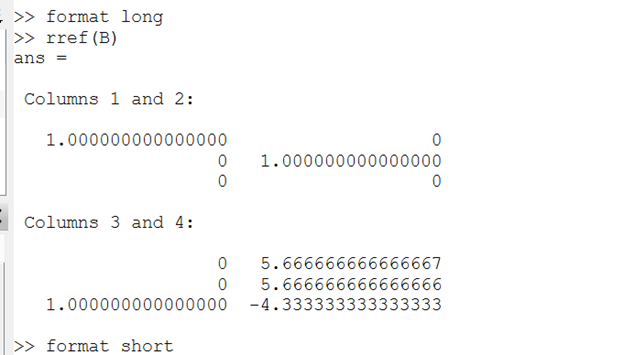 >> format long
>> rref(B)
ans =
Columns 1 and 2:
1.000000000000000 0
0 1.000000000000000
0 0
Columns 3 and 4:
0 5.666666666666667
0 5.666666666666666
1.000000000000000 -4.333333333333333
>> format short